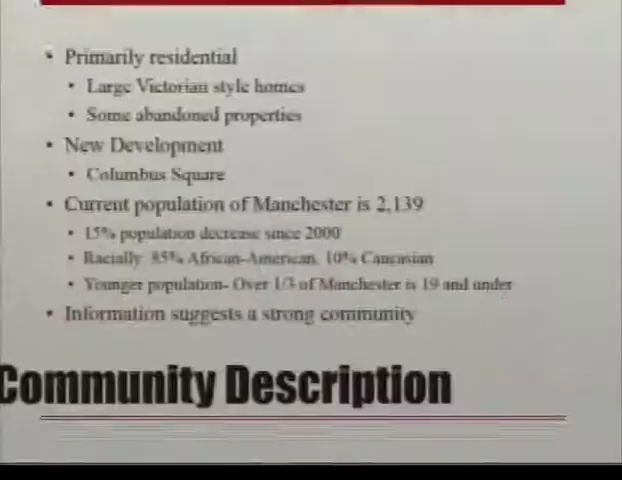 • Primarily residential
• Large Victorian style homes
• Some abandoned properties
• New Development
• Columbus Square
• Current population of Manchester is 2,139
• 15% population decrease since 2000
• Racially: 85% African-American, 10% Caucasian
• Younger population- Over 1/3 of Manchester is 19 and under
• Information suggests a strong community
Community Description